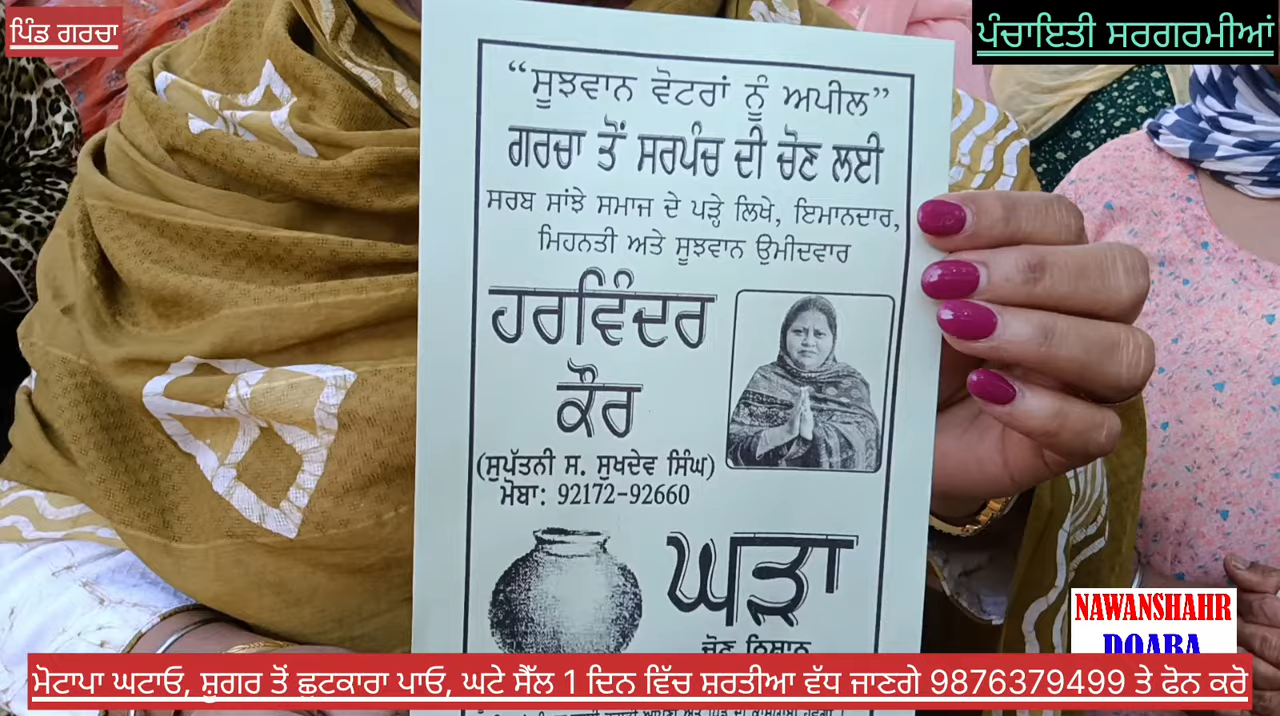 ਪਿੰਡ ਗਰਚਾ
ਪੰਚਾਇਤੀ ਸਰਗਰਮੀਆਂ
“ਸੂਝਵਾਨ ਵੋਟਰਾਂ ਨੂੰ ਅਪੀਲ”
ਗਰਚਾ ਤੋਂ ਸਰਪੰਚ ਦੀ ਚੋਣ ਲਈ
ਸਰਬ ਸਾਂਝੇ ਸਮਾਜ ਦੇ ਪੜ੍ਹੇ ਲਿਖੇ, ਇਮਾਨਦਾਰ,
ਮਿਹਨਤੀ ਅਤੇ ਸੂਝਵਾਨ ਉਮੀਦਵਾਰ
ਹਰਵਿੰਦਰ
ਕੌਰ
(ਸੁਪੱਤਨੀ ਸ. ਸੁਖਦੇਵ ਸਿੰਘ)
ਮੋਬਾ: 92172-92660
ਘੜਾ
ਚੋਣ ਨਿਸ਼ਾਨ
NAWANSHAHR
DOABA
ਮੋਟਾਪਾ ਘਟਾਓ, ਸ਼ੂਗਰ ਤੋਂ ਛੁਟਕਾਰਾ ਪਾਓ, ਘਟੇ ਸੈੱਲ 1 ਦਿਨ ਵਿੱਚ ਸ਼ਰਤੀਆ ਵੱਧ ਜਾਣਗੇ 9876379499 ਤੇ ਫੋਨ ਕਰੋ